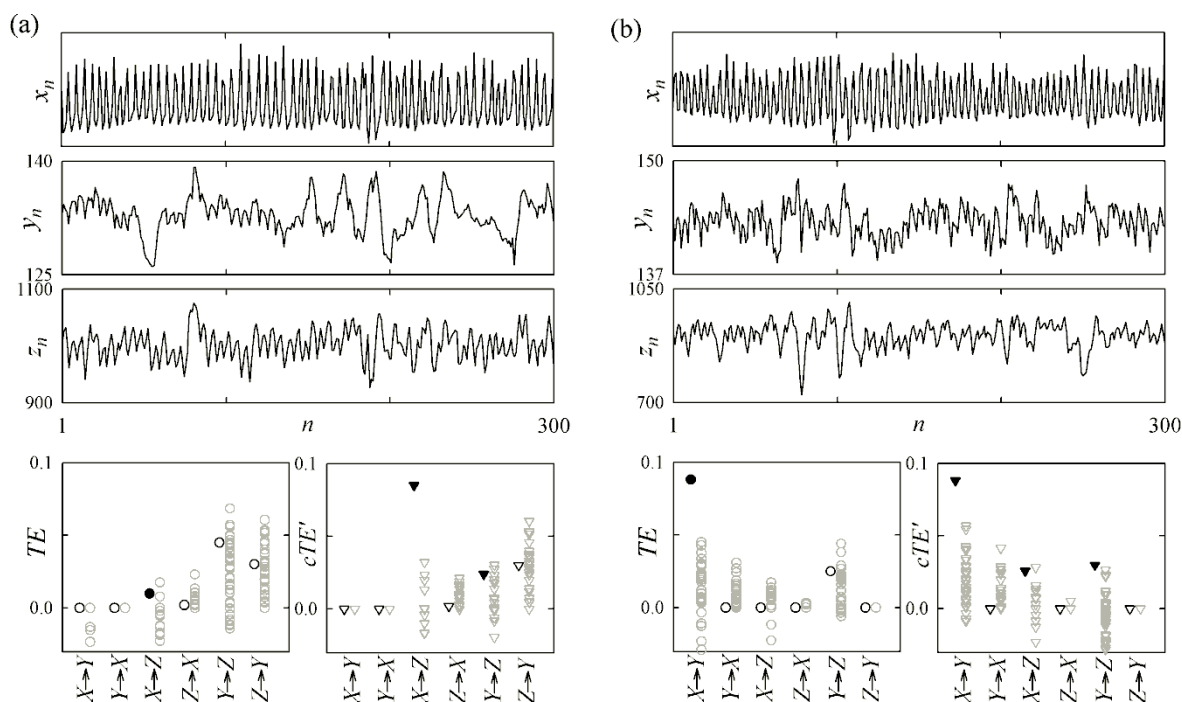 (a)
x_n
140
y_n
125
1100
z_n
900
1 n 300
0.1
TE
0.0
X→Y Y→X X→Z Z→X Y→Z Z→Y
0.1
cTE'
0.0
X→Y Y→X X→Z Z→X Y→Z Z→Y
(b)
x_n
150
y_n
137
1050
z_n
700
1 n 300
0.1
TE
0.0
X→Y Y→X X→Z Z→X Y→Z Z→Y
0.1
cTE'
0.0
X→Y Y→X X→Z Z→X Y→Z Z→Y